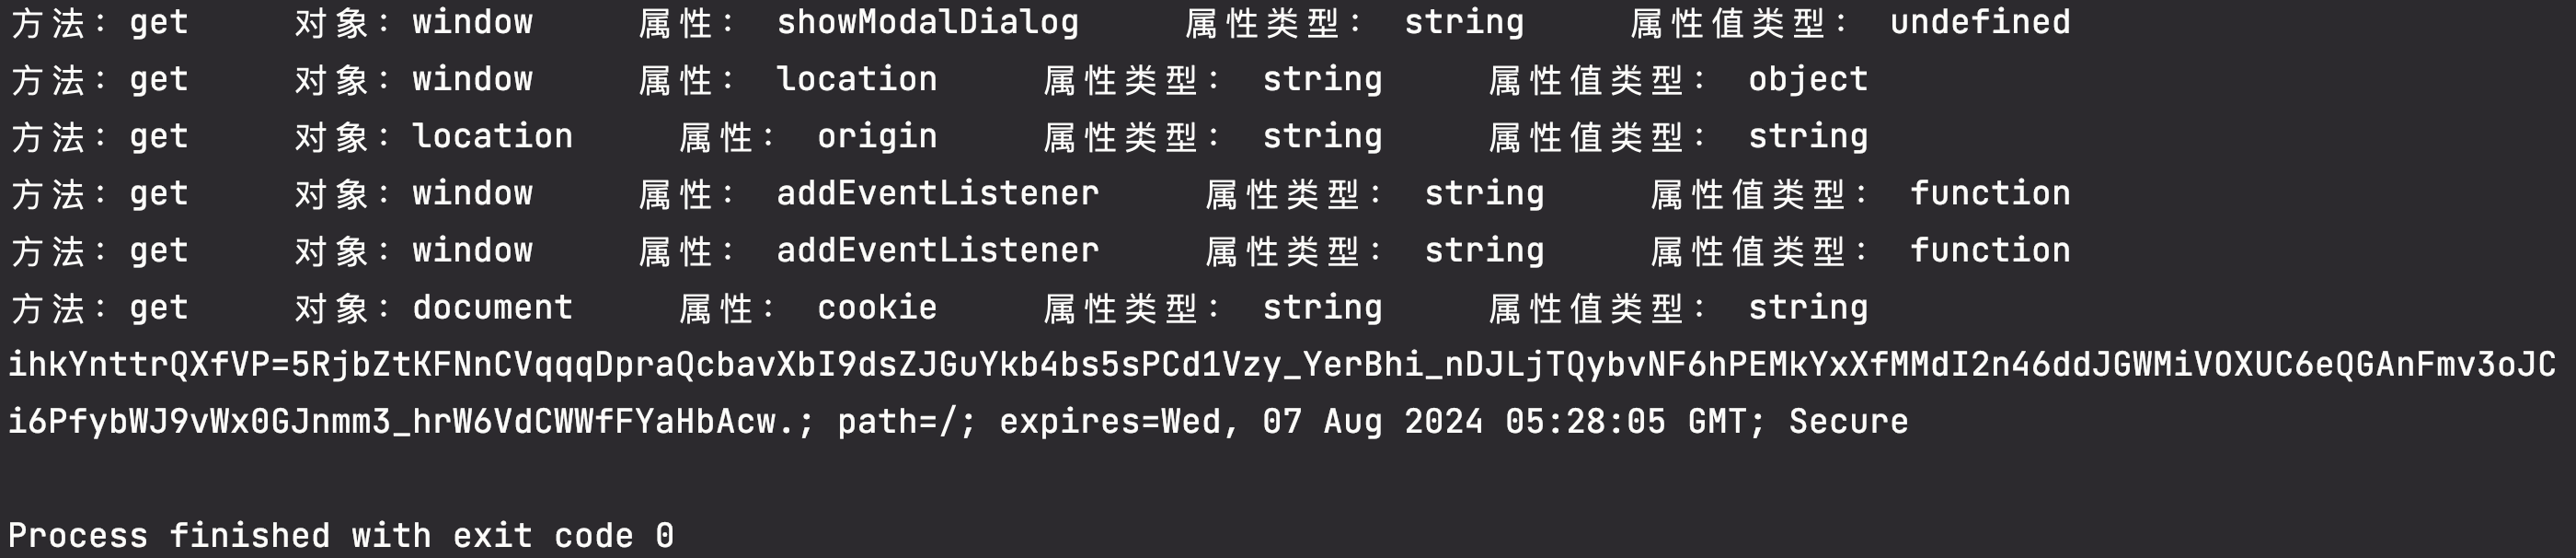 方法：get 对象：window 属性： showModalDialog 属性类型： string 属性值类型： undefined
方法：get 对象：window 属性： location 属性类型： string 属性值类型： object
方法：get 对象：location 属性： origin 属性类型： string 属性值类型： string
方法：get 对象：window 属性： addEventListener 属性类型： string 属性值类型： function
方法：get 对象：window 属性： addEventListener 属性类型： string 属性值类型： function
方法：get 对象：document 属性： cookie 属性类型： string 属性值类型： string
ihkYnttrQXfVP=5RjbZtKFNnCVqqqDpraQcbavXbI9dsZJGuYkb4bs5sPCd1Vzy_YerBhi_nDJLjTQybvNF6hPEMkYxXfMMdI2n46ddJGWMiVOXUC6eQGAnFmv3oJC
i6PfybWJ9vWx0GJnmm3_hrW6VdCWWfFYaHbAcw.; path=/; expires=Wed, 07 Aug 2024 05:28:05 GMT; Secure
Process finished with exit code 0